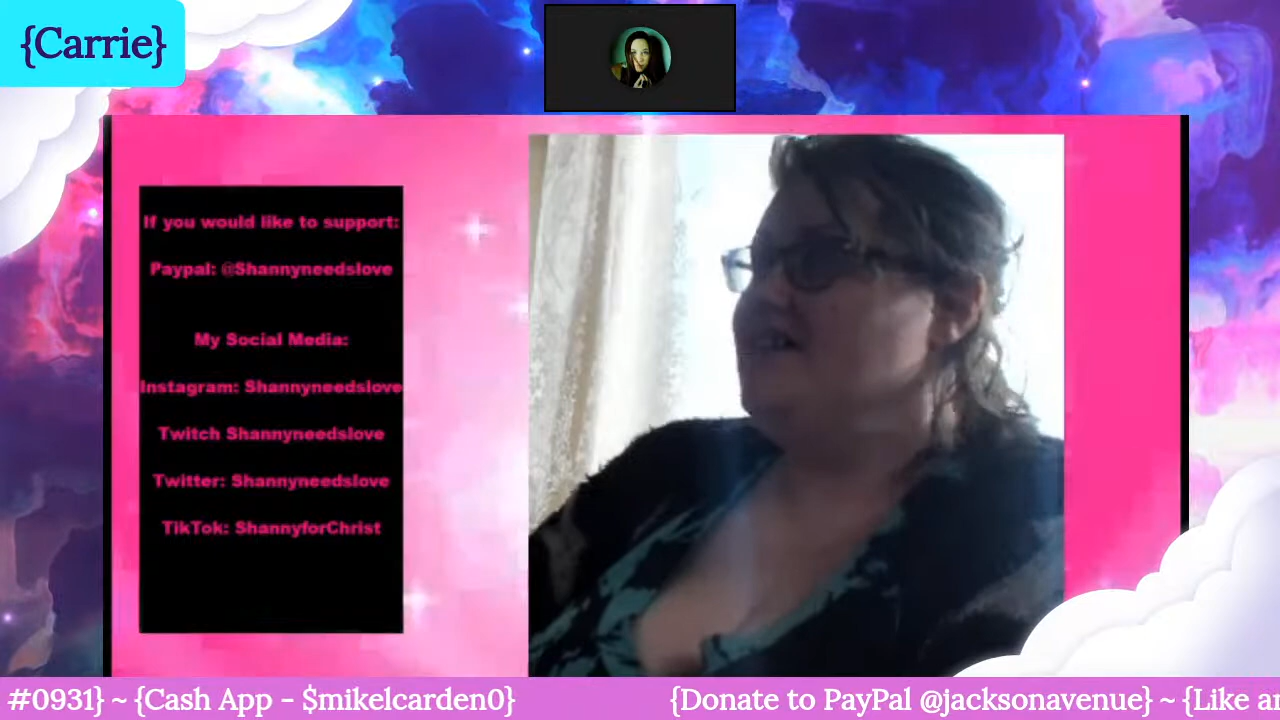 {Carrie}
If you would like to support:
Paypal: @Shannyneedslove
My Social Media:
Instagram: Shannyneedslove
Twitch Shannyneedslove
Twitter: Shannyneedslove
TikTok: ShannyforChrist
#0931} ~ {Cash App - $mikelcarden0} {Donate to PayPal @jacksonavenue} ~ {Like